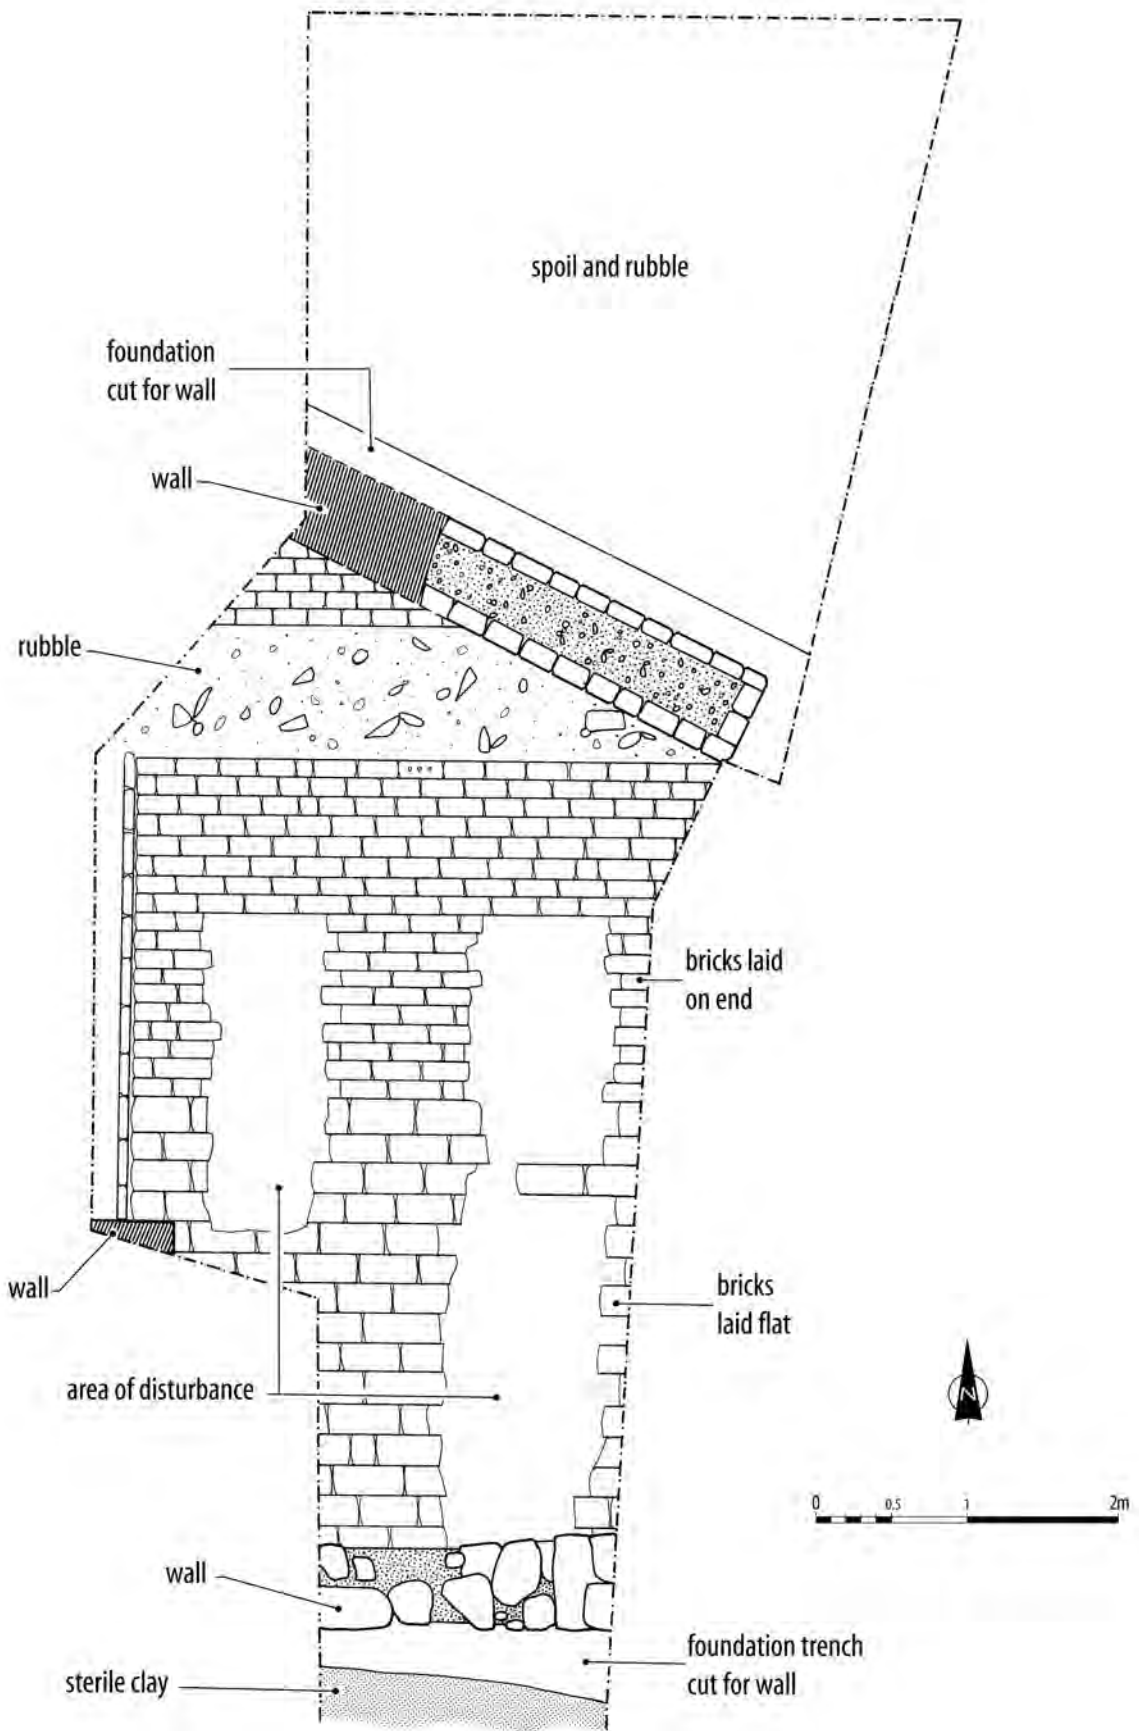 spoil and rubble
foundation
cut for wall
wall
rubble
bricks laid
on end
wall
bricks
laid flat
area of disturbance
N
0 0.5 1 2m
wall
foundation trench
cut for wall
sterile clay